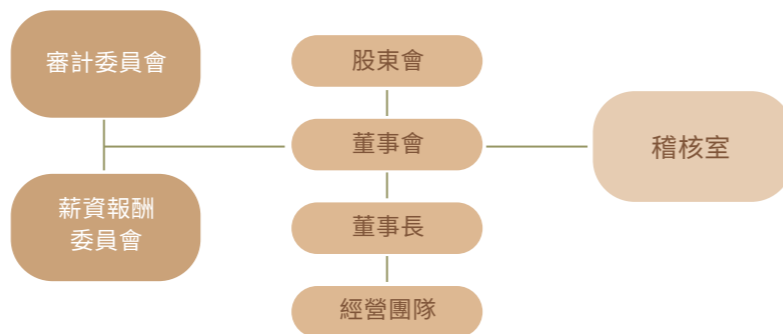 審計委員會
薪資報酬
委員會
股東會
董事會
董事長
經營團隊
稽核室